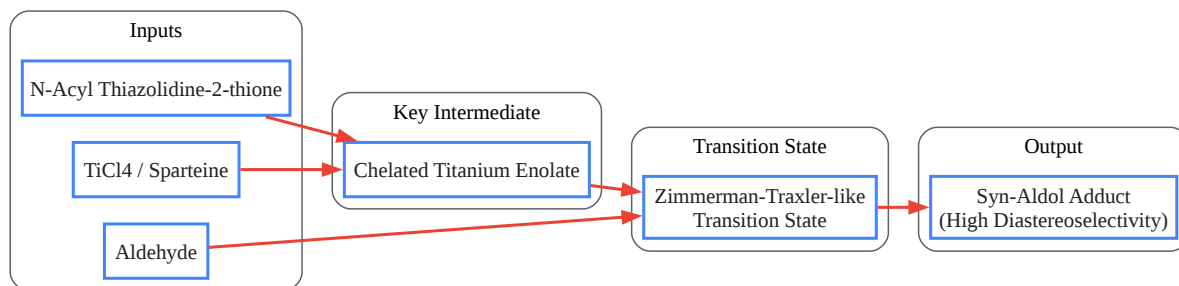 Inputs
N-Acyl Thiazolidine-2-thione
TiCl4 / Sparteine
Aldehyde
Key Intermediate
Chelated Titanium Enolate
Transition State
Zimmerman-Traxler-like
Transition State
Output
Syn-Aldol Adduct
(High Diastereoselectivity)